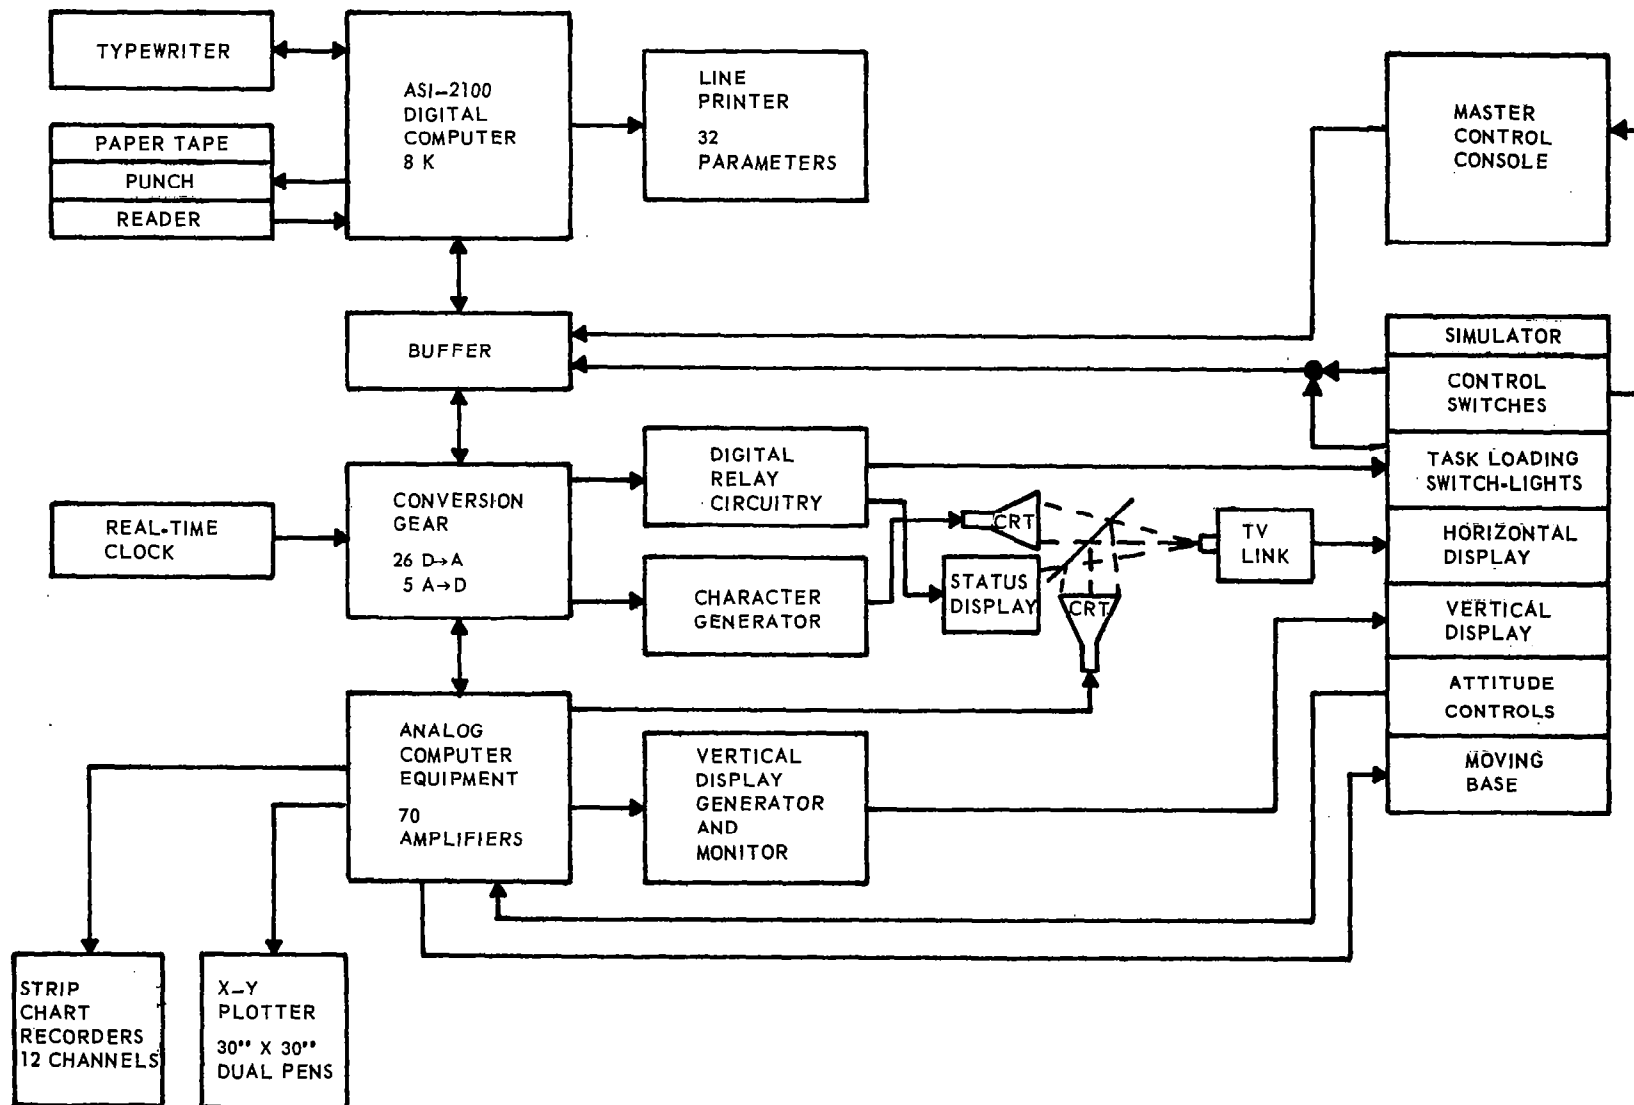 TYPEWRITER
PAPER TAPE
PUNCH
READER
ASI-2100
DIGITAL
COMPUTER
8 K
LINE
PRINTER
32
PARAMETERS
MASTER
CONTROL
CONSOLE
BUFFER
SIMULATOR
CONTROL
SWITCHES
TASK LOADING
SWITCH-LIGHTS
HORIZONTAL
DISPLAY
VERTICAL
DISPLAY
ATTITUDE
CONTROLS
MOVING
BASE
REAL-TIME
CLOCK
CONVERSION
GEAR
26 D→A
5 A→D
DIGITAL
RELAY
CIRCUITRY
CHARACTER
GENERATOR
CRT
STATUS
DISPLAY
CRT
TV
LINK
ANALOG
COMPUTER
EQUIPMENT
70
AMPLIFIERS
VERTICAL
DISPLAY
GENERATOR
AND
MONITOR
STRIP
CHART
RECORDERS
12 CHANNELS
X-Y
PLOTTER
30" X 30"
DUAL PENS